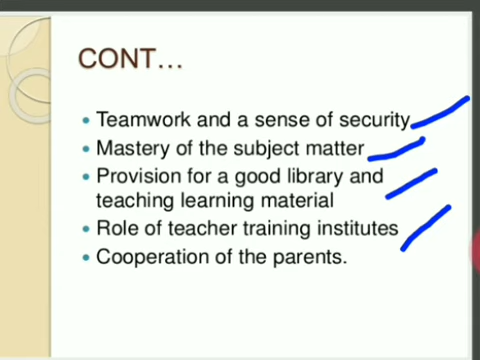 CONT…
• Teamwork and a sense of security
• Mastery of the subject matter
• Provision for a good library and
teaching learning material
• Role of teacher training institutes
• Cooperation of the parents.